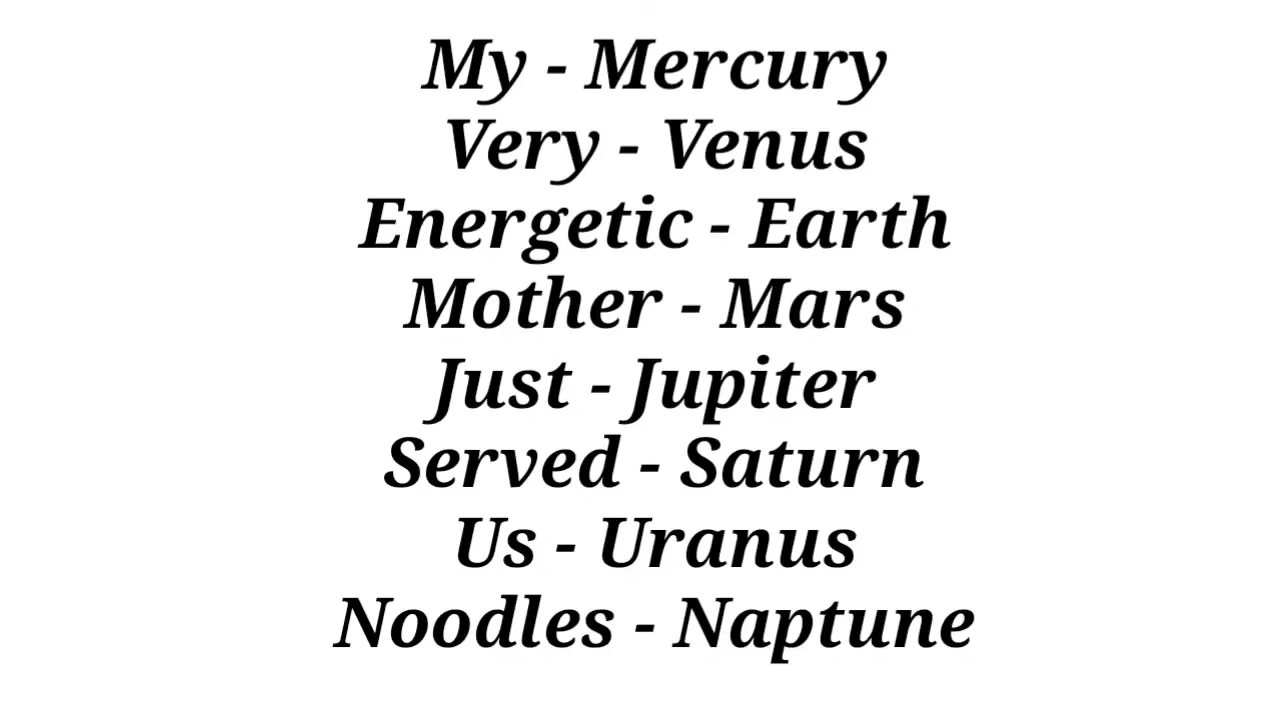 My - Mercury
Very - Venus
Energetic - Earth
Mother - Mars
Just - Jupiter
Served - Saturn
Us - Uranus
Noodles - Naptune